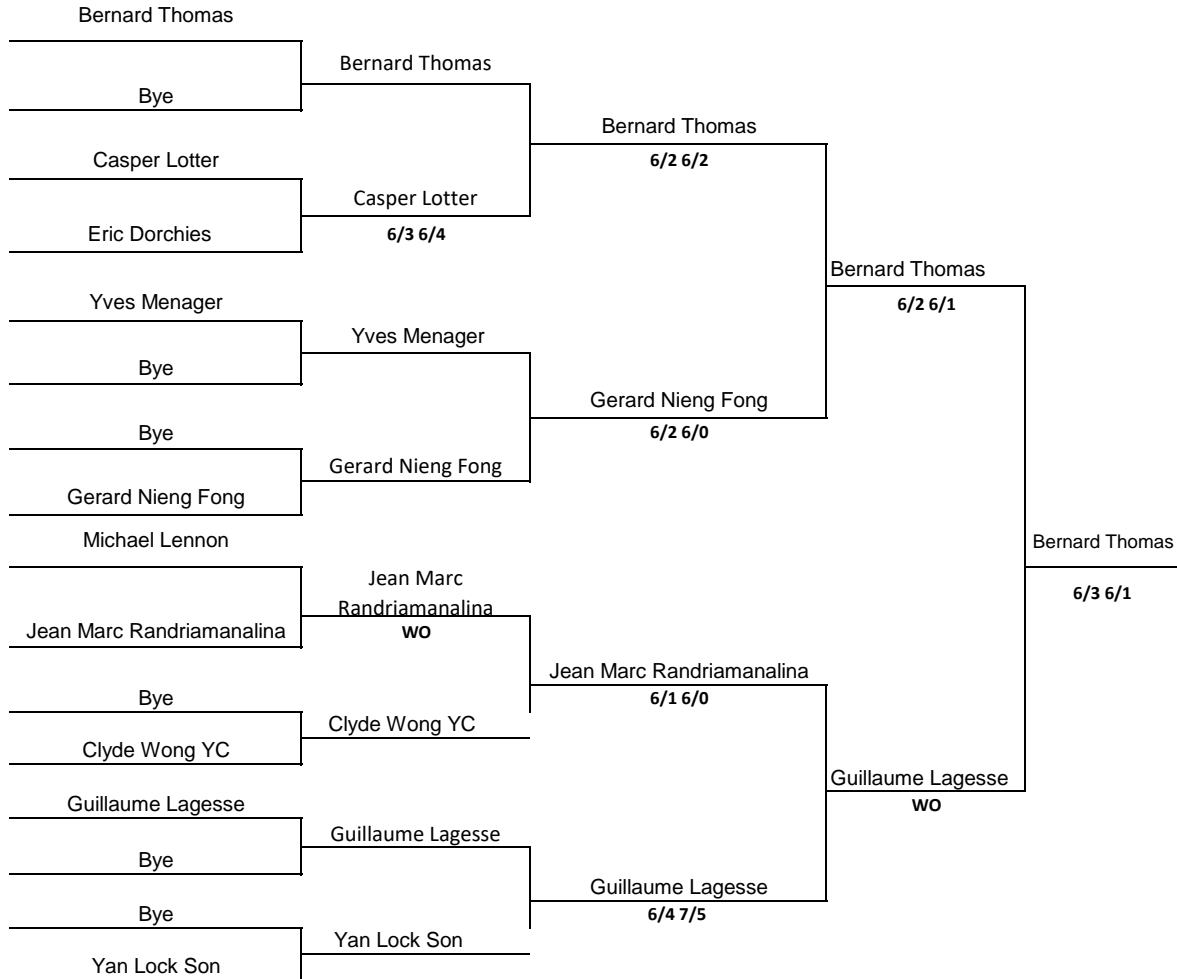 Bernard Thomas
Bernard Thomas
Bye
Bernard Thomas
6/2 6/2
Casper Lotter
Casper Lotter
6/3 6/4
Eric Dorchies
Bernard Thomas
6/2 6/1
Yves Menager
Yves Menager
Bye
Gerard Nieng Fong
6/2 6/0
Bye
Gerard Nieng Fong
Gerard Nieng Fong
Michael Lennon
Bernard Thomas
6/3 6/1
Jean Marc
Randriamanalina
WO
Jean Marc Randriamanalina
Jean Marc Randriamanalina
6/1 6/0
Bye
Clyde Wong YC
Clyde Wong YC
Guillaume Lagesse
WO
Guillaume Lagesse
Guillaume Lagesse
Bye
Guillaume Lagesse
6/4 7/5
Bye
Yan Lock Son
Yan Lock Son